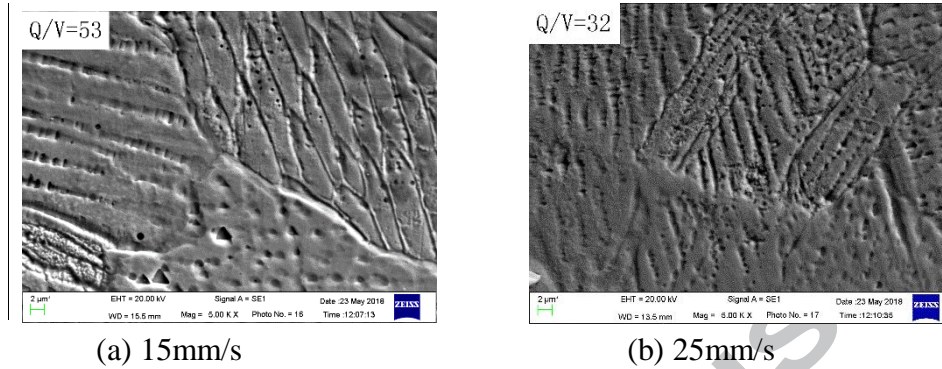 Q/V=53
2 μm
EHT = 20.00 kV
Signal A = SE1
Date :23 May 2018
WD = 15.5 mm
Mag = 5.00 K X
Photo No. = 16
Time :12:07:13
ZEISS
(a) 15mm/s
Q/V=32
2 μm
EHT = 20.00 kV
Signal A = SE1
Date :23 May 2018
WD = 13.5 mm
Mag = 5.00 K X
Photo No. = 17
Time :12:10:35
ZEISS
(b) 25mm/s